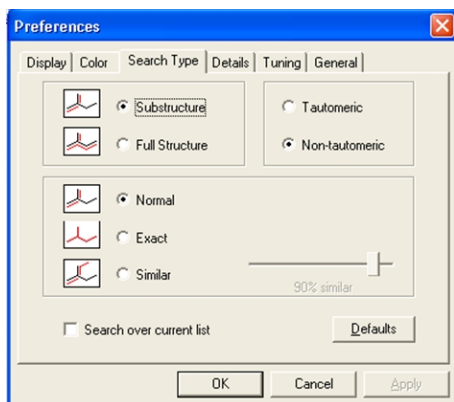 Preferences
Display Color Search Type Details Tuning General
Substructure Tautomeric
Full Structure Non-tautomeric
Normal
Exact
Similar
90% similar
Search over current list Defaults
OK Cancel Apply